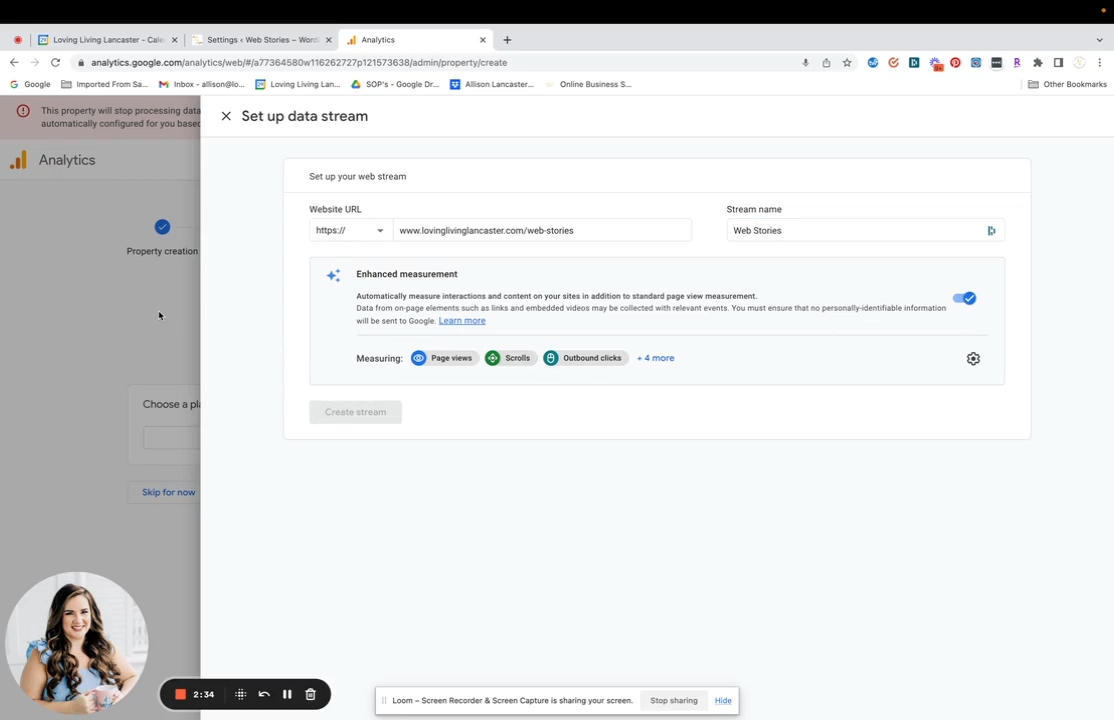 Loving Living Lancaster - Cale
Settings ‹ Web Stories — Word
Analytics
analytics.google.com/analytics/web/#/a77364580w116262727p121573638/admin/property/create
Google
Imported From Sa...
Inbox - allison@lo...
Loving Living Lan...
SOP's - Google Dr...
Allison Lancaster...
Online Business S...
Other Bookmarks
This property will stop processing data
automatically configured for you based
Set up data stream
Analytics
Set up your web stream
Website URL
Stream name
https://
www.lovinglivinglancaster.com/web-stories
Web Stories
Property creation
Enhanced measurement
Automatically measure interactions and content on your sites in addition to standard page view measurement.
Data from on-page elements such as links and embedded videos may be collected with relevant events. You must ensure that no personally-identifiable information
will be sent to Google. Learn more
Measuring:
Page views
Scrolls
Outbound clicks
+ 4 more
Choose a pla
Create stream
Skip for now
2:34
Loom – Screen Recorder & Screen Capture is sharing your screen.
Stop sharing
Hide